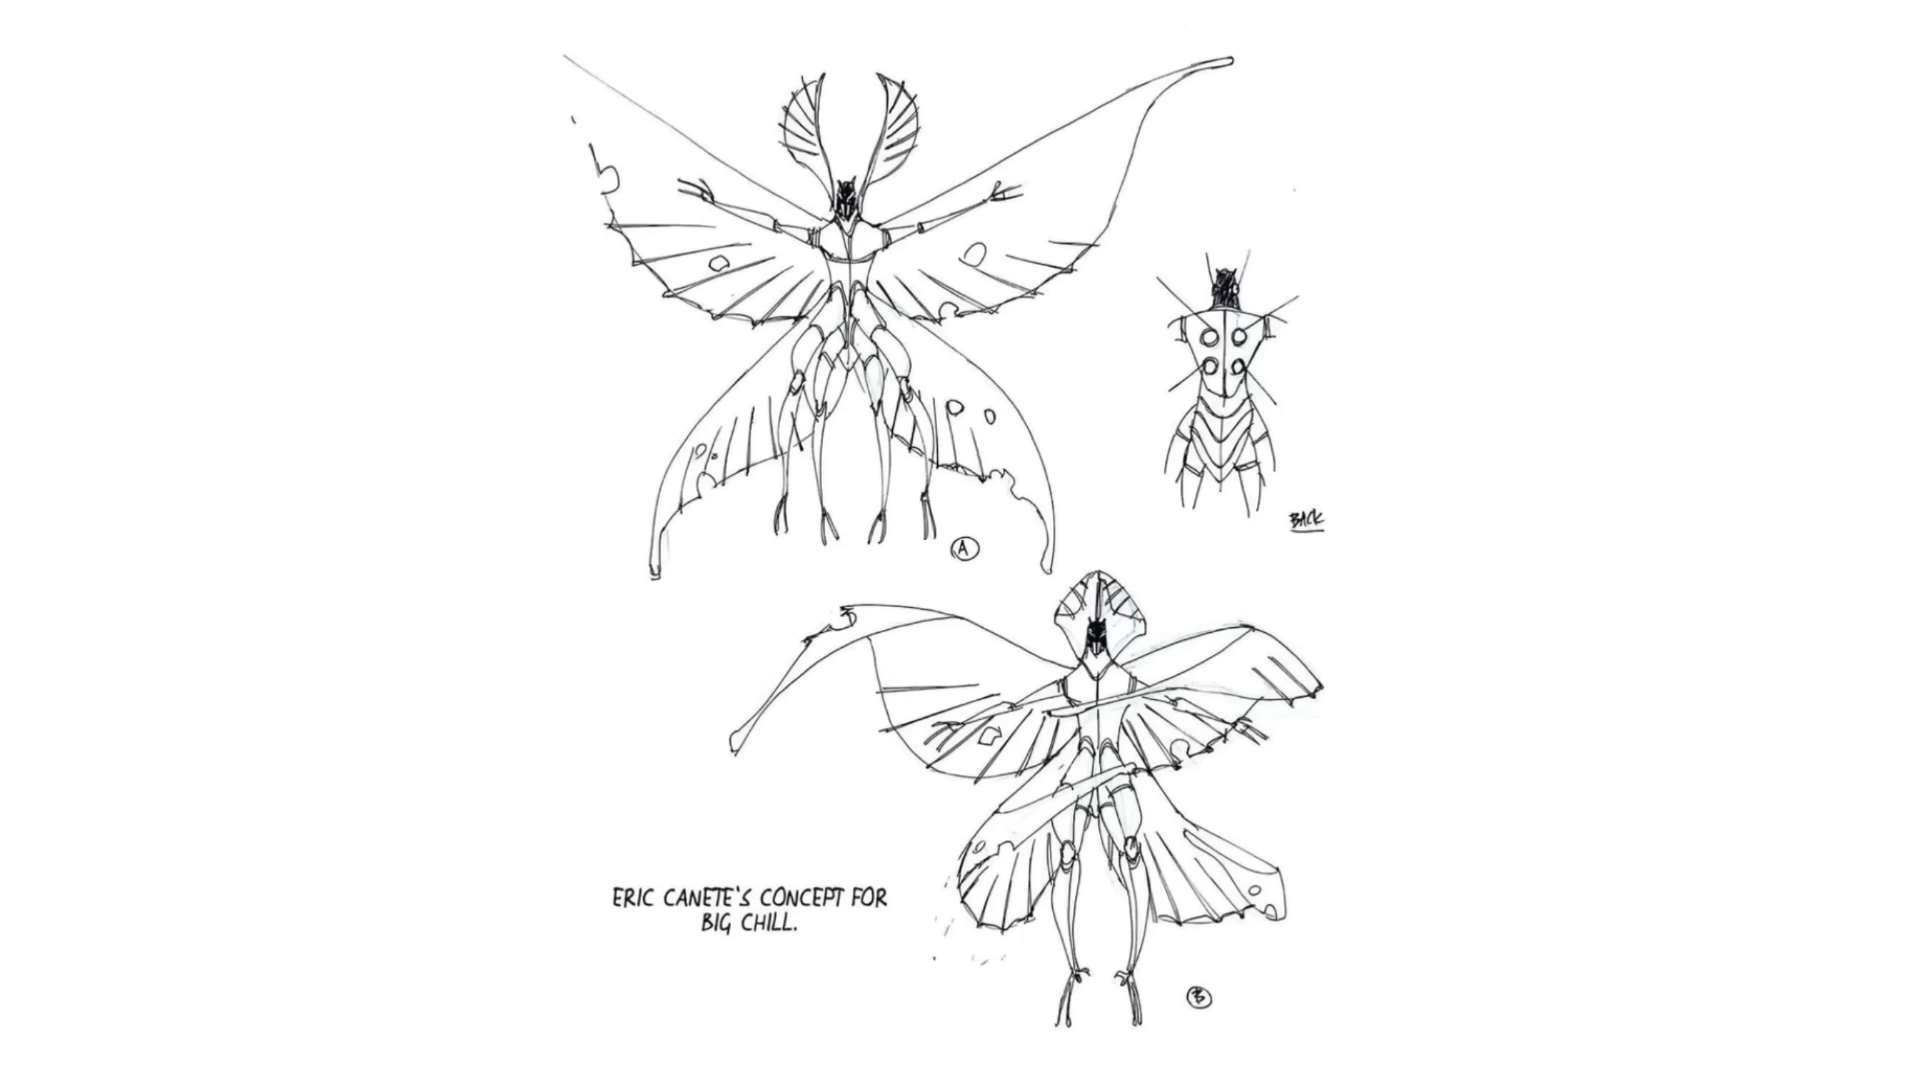 BACK
A
ERIC CANETE'S CONCEPT FOR
BIG CHILL.
B